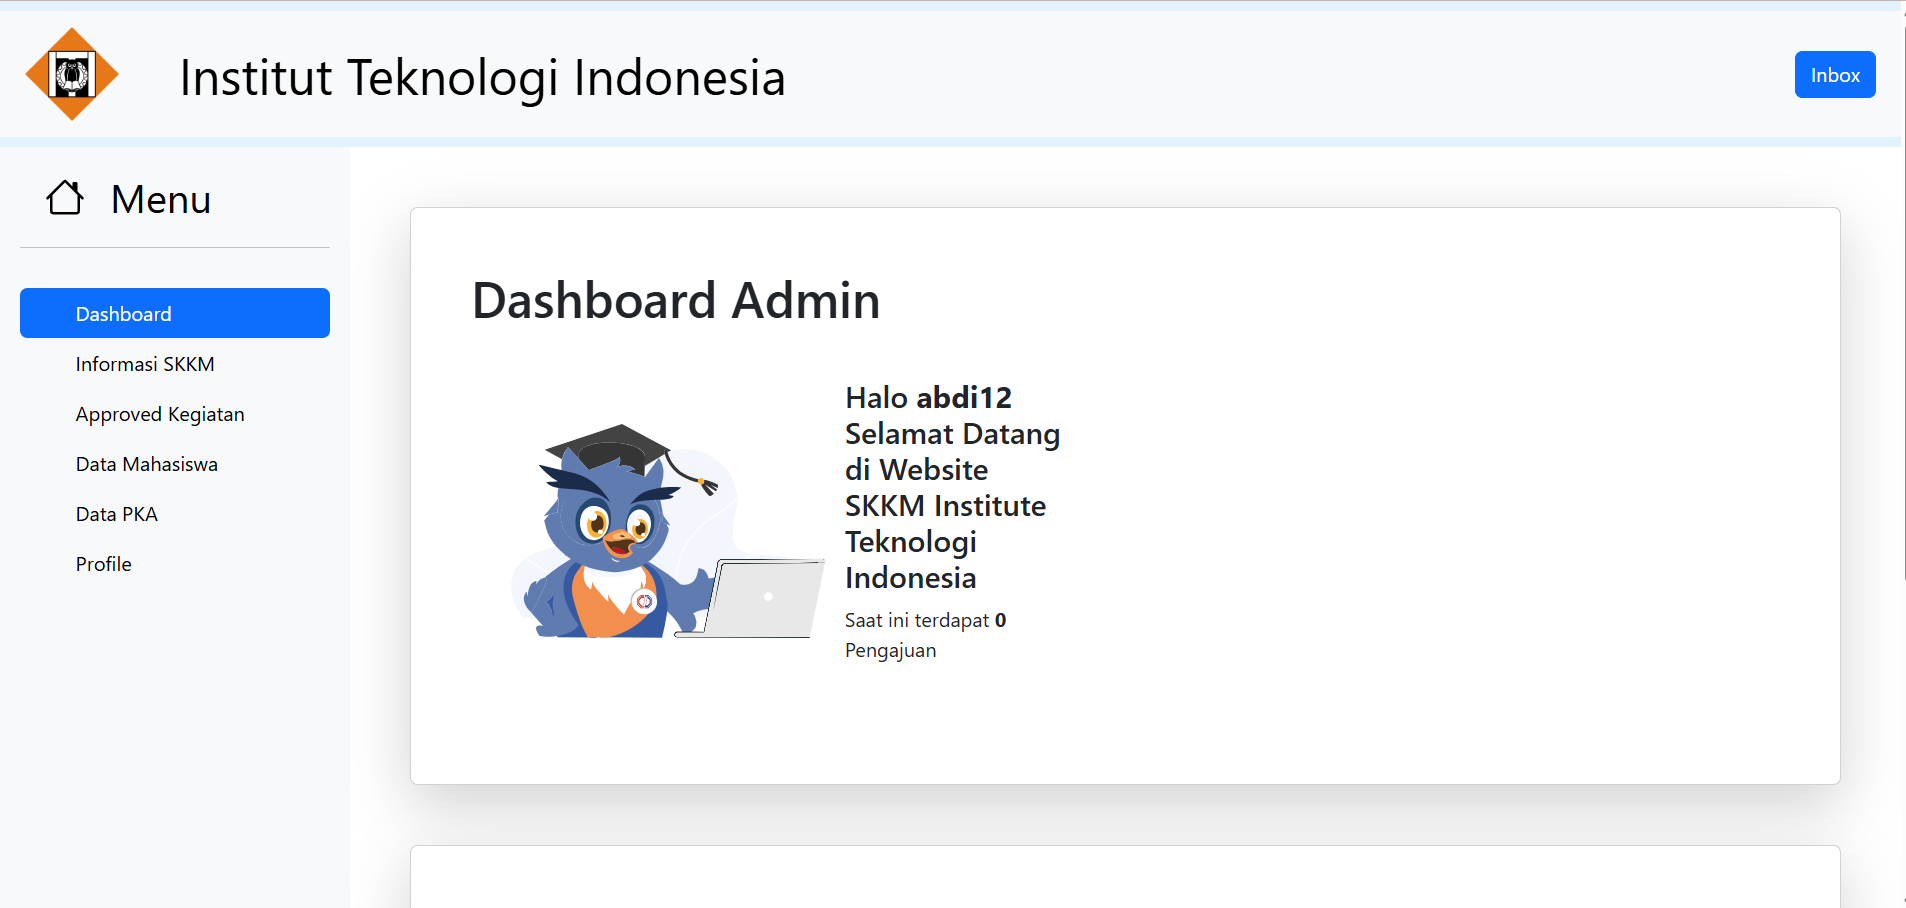 Institut Teknologi Indonesia
Inbox
Menu
Dashboard
Informasi SKKM
Approved Kegiatan
Data Mahasiswa
Data PKA
Profile
Dashboard Admin
Halo abdi12
Selamat Datang
di Website
SKKM Institute
Teknologi
Indonesia
Saat ini terdapat 0
Pengajuan